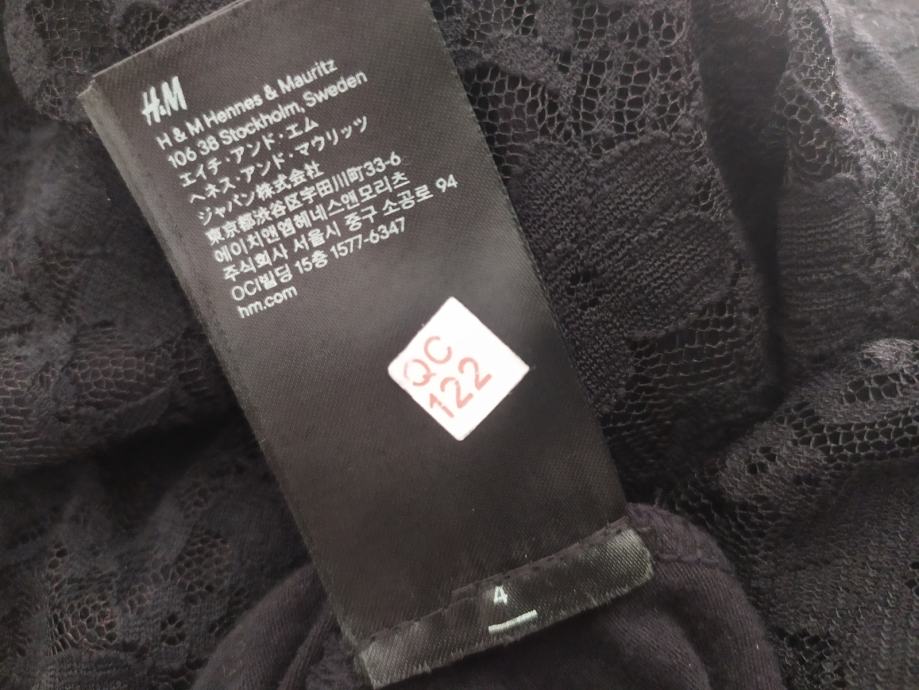 H&M
H & M Hennes & Mauritz
106 38 Stockholm, Sweden
エイチ・アンド・エム
ヘネス・アンド・マウリッツ
ジャパン株式会社
東京都渋谷区宇田川町33-6
에이치앤엠헤네스앤모리츠
주식회사 서울시 중구 소공로 94
OCI빌딩 15층 1577-6347
hm.com
QC
122
4